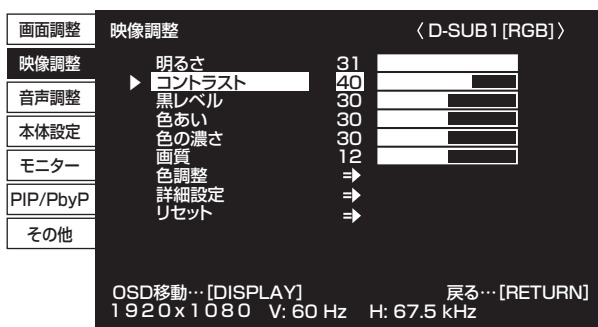 画面調整
映像調整
音声調整
本体設定
モニター
PIP/PbyP
その他
映像調整 〈D-SUB1[RGB]〉
明るさ 31
コントラスト 40
黒レベル 30
色あい 30
色の濃さ 30
画質 12
色調整
詳細設定
リセット
OSD移動…[DISPLAY] 戻る…[RETURN]
1920x1080 V: 60 Hz H: 67.5 kHz